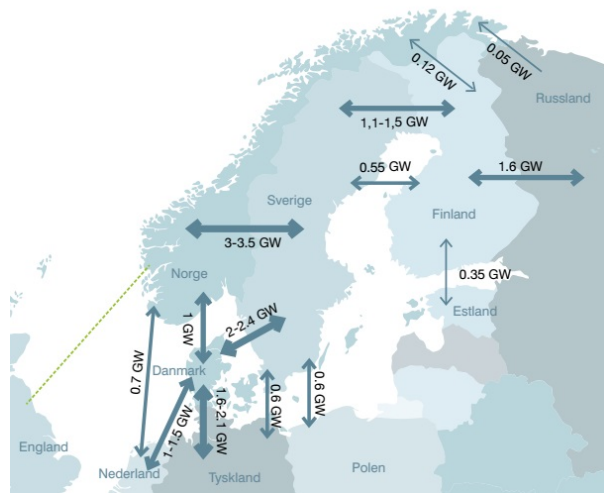 0.05 GW
0.12 GW
Russland
1,1-1,5 GW
0.55 GW
1.6 GW
Sverige
Finland
3-3.5 GW
Norge
0.35 GW
Estland
1 GW
2-2.4 GW
0.7 GW
Danmark
1-1.5 GW
1.6-2.1 GW
0.6 GW
0.6 GW
England
Nederland
Tyskland
Polen